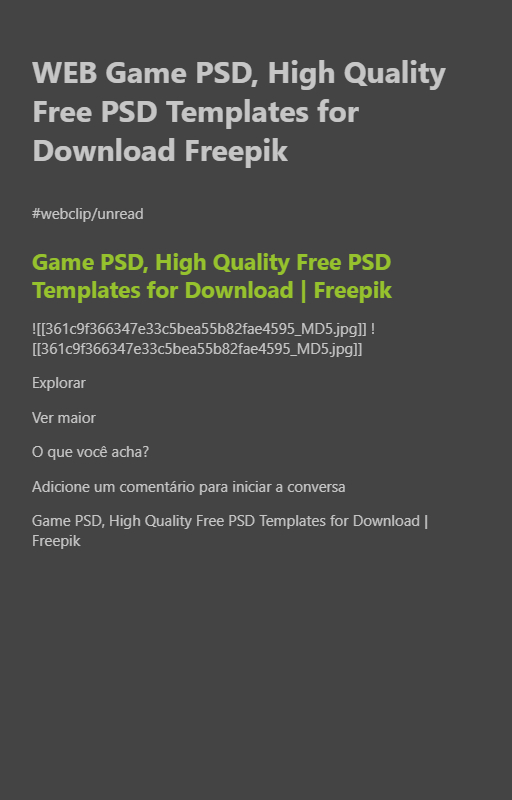 WEB Game PSD, High Quality
Free PSD Templates for
Download Freepik
#webclip/unread
Game PSD, High Quality Free PSD
Templates for Download | Freepik
![[361c9f366347e33c5bea55b82fae4595_MD5.jpg]] !
[[361c9f366347e33c5bea55b82fae4595_MD5.jpg]]
Explorar
Ver maior
O que você acha?
Adicione um comentário para iniciar a conversa
Game PSD, High Quality Free PSD Templates for Download |
Freepik